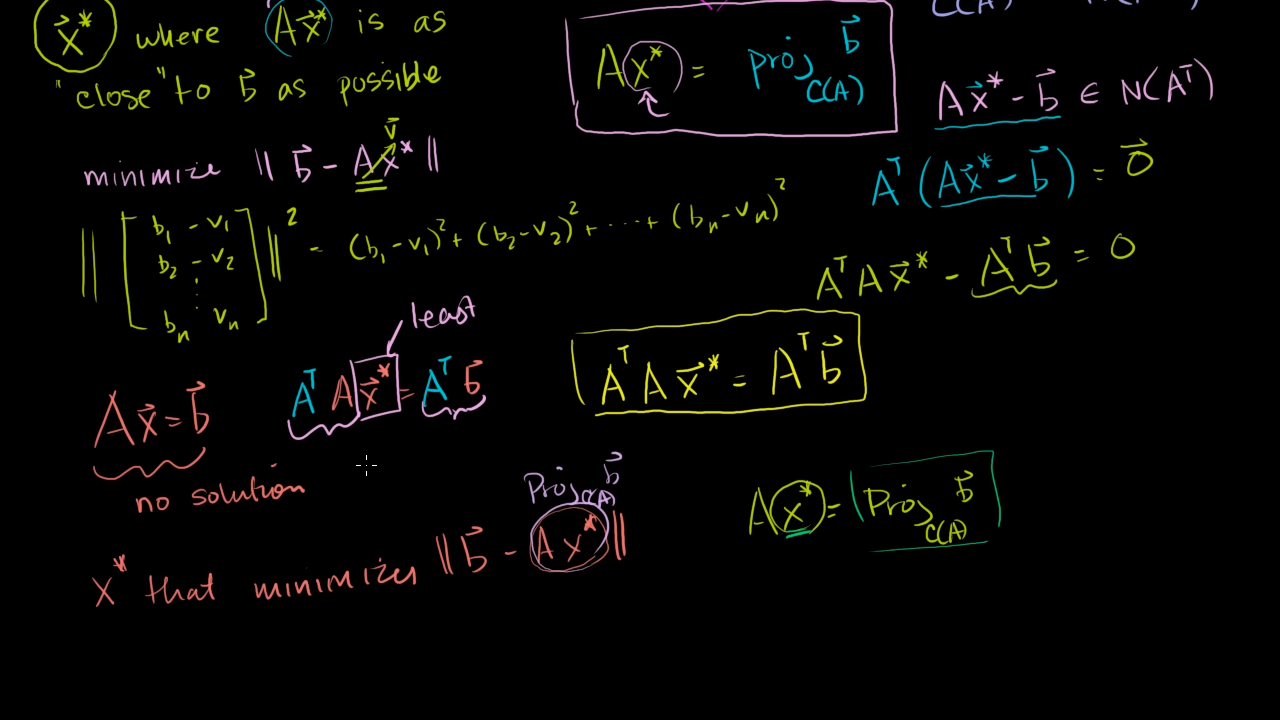 x⃗* where Ax⃗* is as
"close" to b⃗ as possible
minimize ‖ b⃗ - Ax⃗* ‖
v⃗
‖ [ b₁ - v₁
b₂ - v₂
⋮
bₙ vₙ ] ‖² = (b₁ - v₁)² + (b₂ - v₂)² + ... + (bₙ - vₙ)²
least
Ax⃗ = b⃗
no solution
AᵀAx⃗* = Aᵀb⃗
x* that minimizes ‖ b⃗ - Ax* ‖
Proj_C(A) b⃗
Ax* = proj_C(A) b⃗
AᵀAx⃗* = Aᵀb⃗
Ax* = Proj_C(A) b⃗
C(A)
Ax⃗* - b⃗ ∈ N(Aᵀ)
Aᵀ(Ax⃗* - b⃗) = 0⃗
AᵀAx⃗* - Aᵀb⃗ = 0